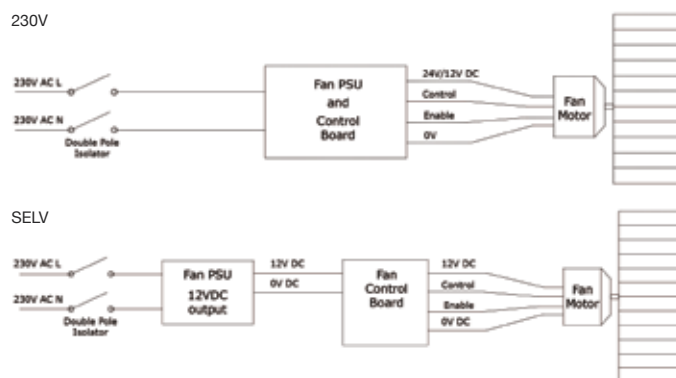 230V
230V AC L
230V AC N
Double Pole
Isolator
Fan PSU
and
Control
Board
24V/12V DC
Control
Enable
0V
Fan
Motor
SELV
230V AC L
230V AC N
Double Pole
Isolator
Fan PSU
12VDC
output
12V DC
0V DC
Fan
Control
Board
12V DC
Control
Enable
0V DC
Fan
Motor